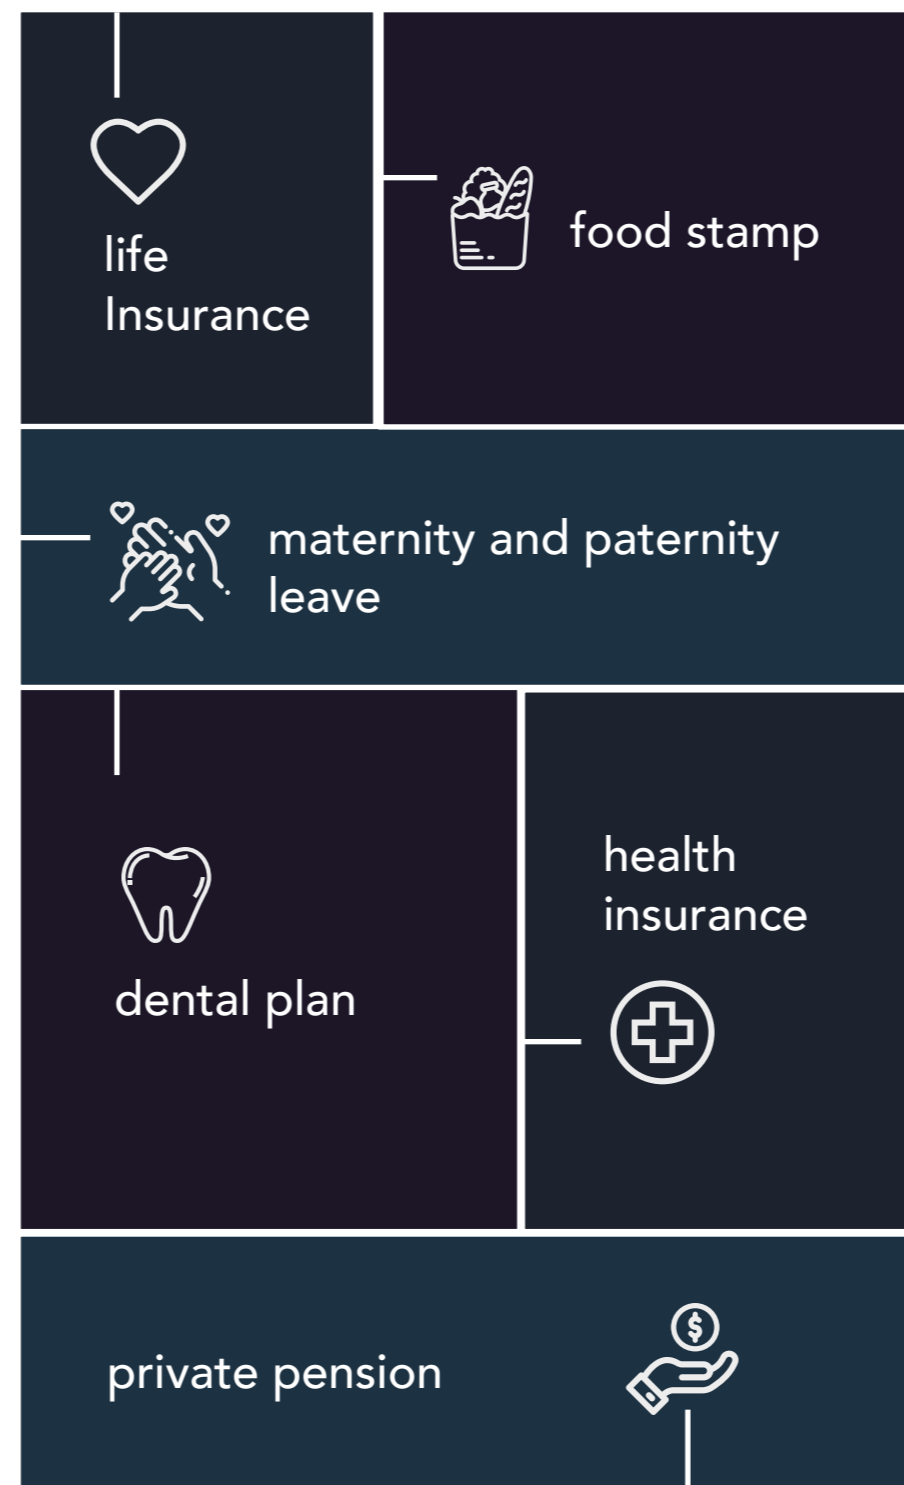 life
Insurance
food stamp
maternity and paternity
leave
dental plan
health
insurance
private pension
$